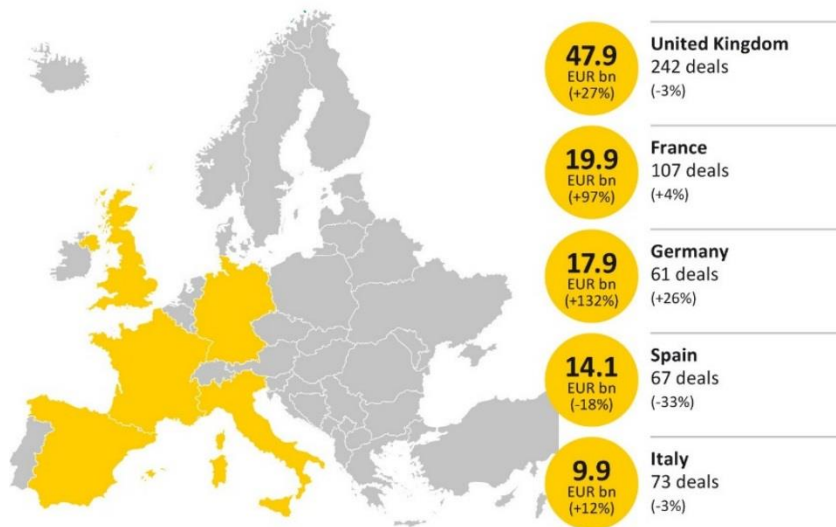 47.9
EUR bn
(+27%)
United Kingdom
242 deals
(-3%)
19.9
EUR bn
(+97%)
France
107 deals
(+4%)
17.9
EUR bn
(+132%)
Germany
61 deals
(+26%)
14.1
EUR bn
(-18%)
Spain
67 deals
(-33%)
9.9
EUR bn
(+12%)
Italy
73 deals
(-3%)